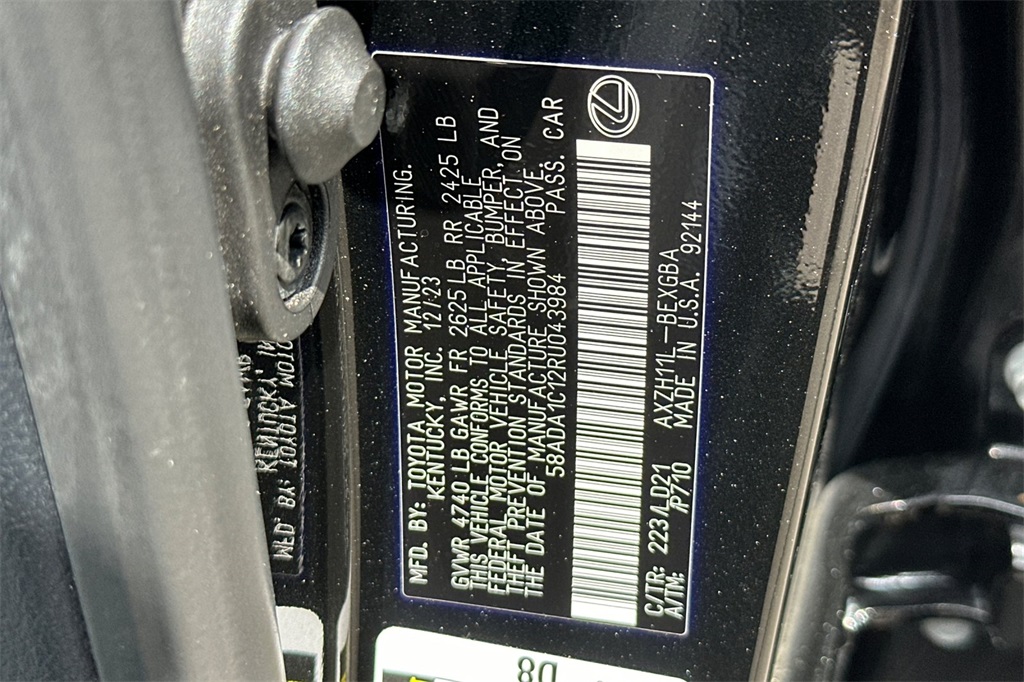 MFD. BY: TOYOTA MOTOR MANUFACTURING.
KENTUCKY, INC. 12/23
GVWR 4740 LB GAWR FR 2625 LB RR 2425 LB
THIS VEHICLE CONFORMS TO ALL APPLICABLE
FEDERAL MOTOR VEHICLE SAFETY, BUMPER, AND
THEFT PREVENTION STANDARDS IN EFFECT ON
THE DATE OF MANUFACTURE SHOWN ABOVE.
58ADA1C12RU043984 PASS. CAR
C/TR: 223/LD21 AXZH11L-BEXGBA
A/TM: /P710 MADE IN U.S.A. 92144